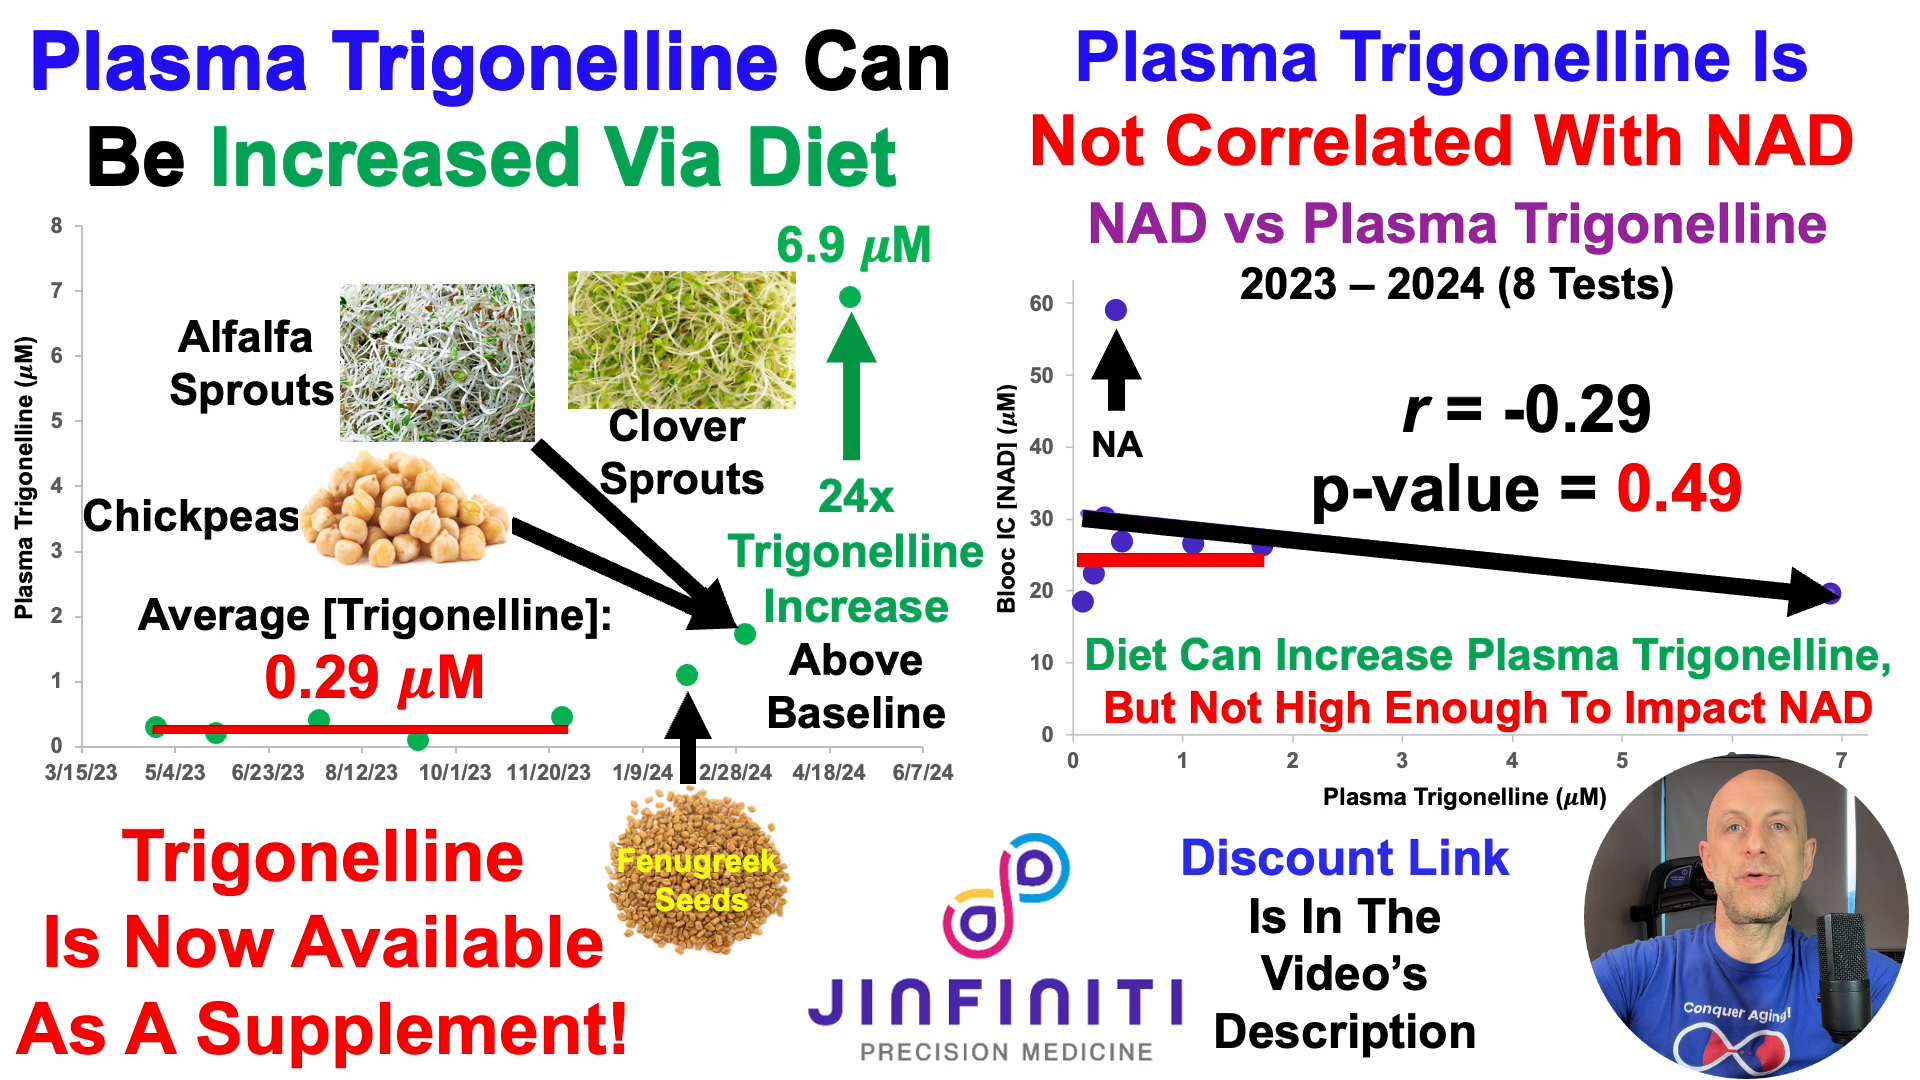 Plasma Trigonelline Can
Be Increased Via Diet
8
7
6
5
4
3
2
1
0
Plasma Trigonelline (μM)
6.9 μM
Alfalfa
Sprouts
Clover
Sprouts
Chickpeas
24x
Trigonelline
Increase
Above
Baseline
Average [Trigonelline]:
0.29 μM
3/15/23
5/4/23
6/23/23
8/12/23
10/1/23
11/20/23
1/9/24
2/28/24
4/18/24
6/7/24
Fenugreek
Seeds
Trigonelline
Is Now Available
As A Supplement!
Plasma Trigonelline Is
Not Correlated With NAD
NAD vs Plasma Trigonelline
2023 – 2024 (8 Tests)
60
50
40
30
20
10
0
Blooc IC [NAD] (μM)
NA
r = -0.29
p-value = 0.49
Diet Can Increase Plasma Trigonelline,
But Not High Enough To Impact NAD
0
1
2
3
4
5
7
Plasma Trigonelline (μM)
JINFINITI
PRECISION MEDICINE
Discount Link
Is In The
Video's
Description
Conquer Aging!